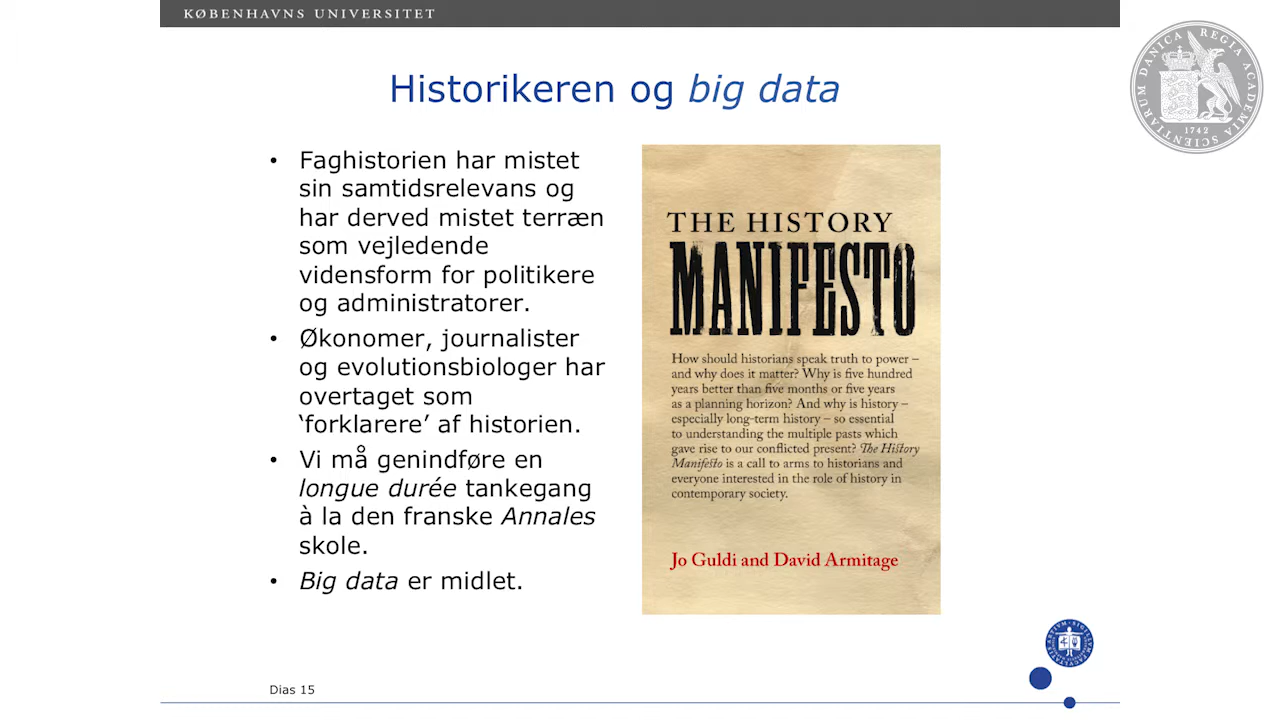 KØBENHAVNS UNIVERSITET
REGIA ACADEMIA SCIENTIARUM DANICA
1742
Historikeren og big data
• Faghistorien har mistet
sin samtidsrelevans og
har derved mistet terræn
som vejledende
vidensform for politikere
og administratorer.
• Økonomer, journalister
og evolutionsbiologer har
overtaget som
‘forklarere’ af historien.
• Vi må genindføre en
longue durée tankegang
à la den franske Annales
skole.
• Big data er midlet.
THE HISTORY
MANIFESTO
How should historians speak truth to power –
and why does it matter? Why is five hundred
years better than five months or five years
as a planning horizon? And why is history –
especially long-term history – so essential
to understanding the multiple pasts which
gave rise to our conflicted present? The History
Manifesto is a call to arms to historians and
everyone interested in the role of history in
contemporary society.
Jo Guldi and David Armitage
Dias 15